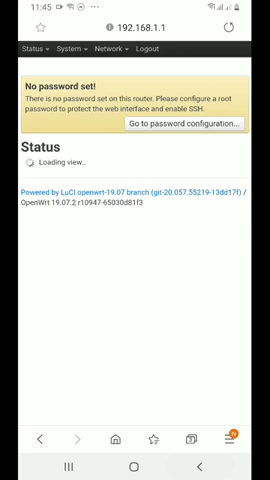 11:45
192.168.1.1
Status System Network Logout
No password set!
There is no password set on this router. Please configure a root
password to protect the web interface and enable SSH.
Go to password configuration...
Status
Loading view...
Powered by LuCI openwrt-19.07 branch (git-20.057.55219-13dd17f) /
OpenWrt 19.07.2 r10947-65030d81f3
N